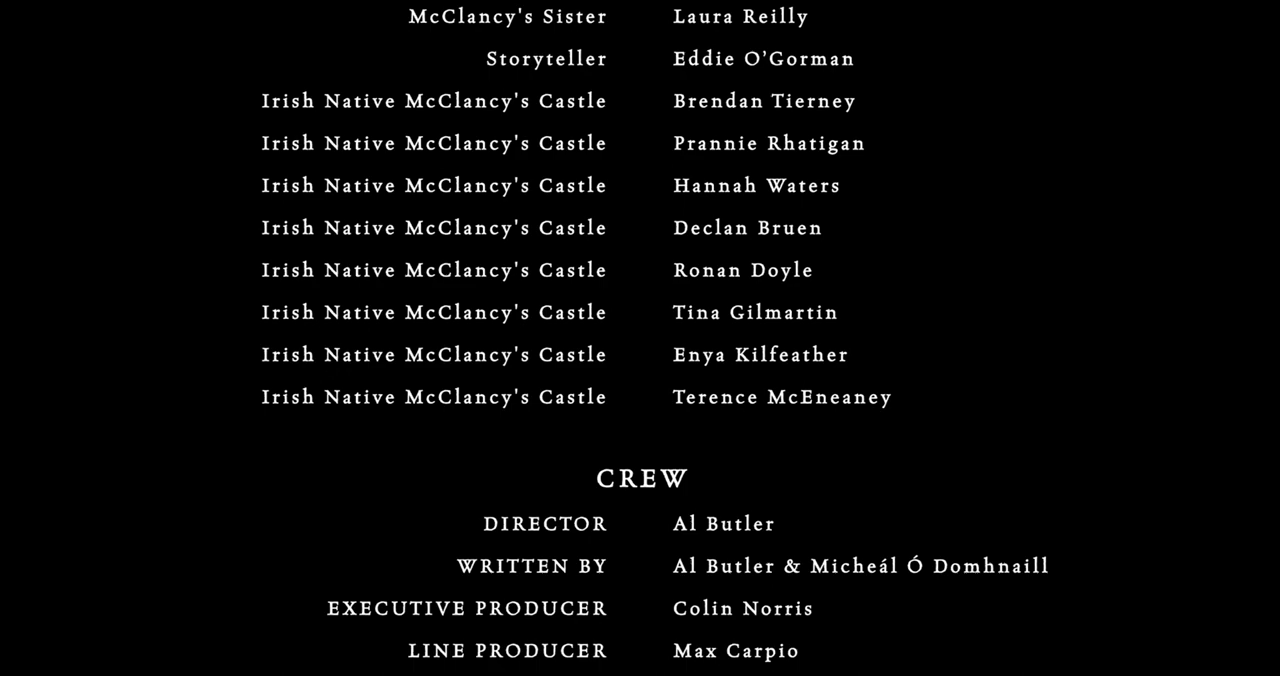 McClancy's Sister Laura Reilly
Storyteller Eddie O’Gorman
Irish Native McClancy's Castle Brendan Tierney
Irish Native McClancy's Castle Prannie Rhatigan
Irish Native McClancy's Castle Hannah Waters
Irish Native McClancy's Castle Declan Bruen
Irish Native McClancy's Castle Ronan Doyle
Irish Native McClancy's Castle Tina Gilmartin
Irish Native McClancy's Castle Enya Kilfeather
Irish Native McClancy's Castle Terence McEneaney
CREW
DIRECTOR Al Butler
WRITTEN BY Al Butler & Micheál Ó Domhnaill
EXECUTIVE PRODUCER Colin Norris
LINE PRODUCER Max Carpio